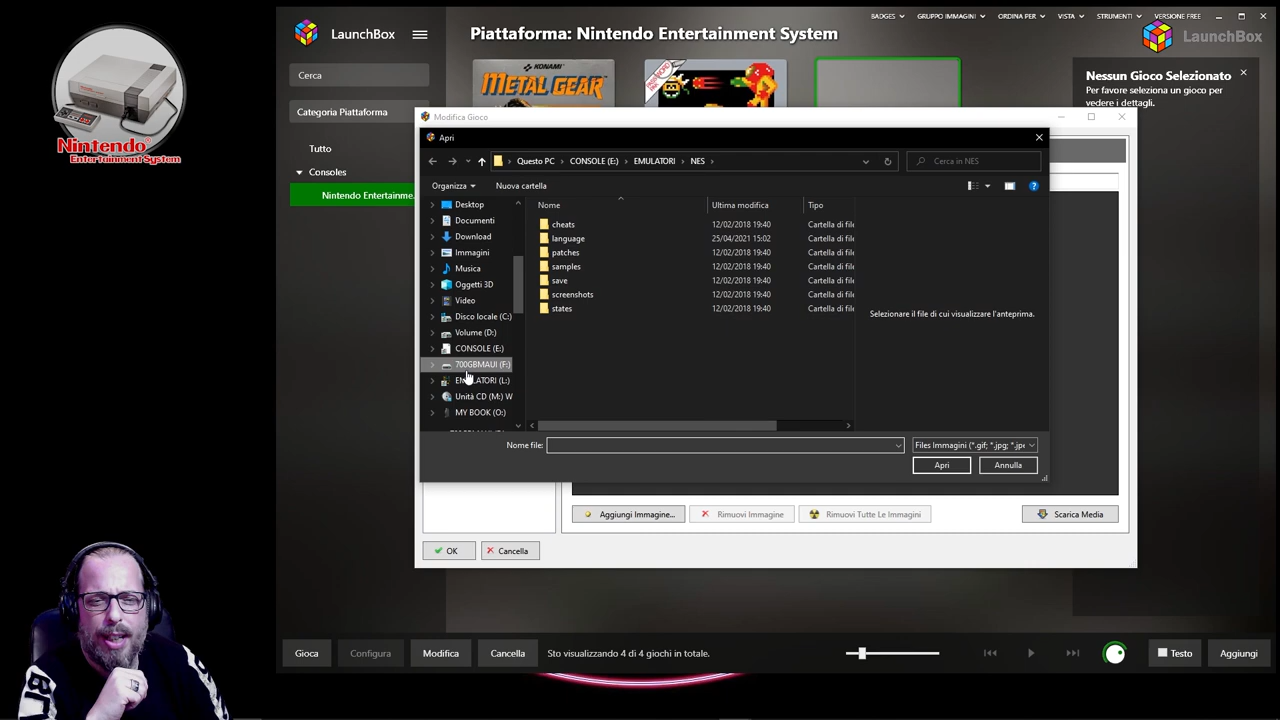 Nintendo®
Entertainment System
BADGES
GRUPPO IMMAGINI
ORDINA PER
VISTA
STRUMENTI
VERSIONE FREE
LaunchBox
Piattaforma: Nintendo Entertainment System
LaunchBox
Cerca
Categoria Piattaforma
Tutto
Consoles
Nintendo Entertainme...
KONAMI
METAL GEAR
Nessun Gioco Selezionato
Per favore seleziona un gioco per
vedere i dettagli.
Modifica Gioco
Apri
Questo PC
CONSOLE (E:)
EMULATORI
NES
Cerca in NES
Organizza
Nuova cartella
Desktop
Documenti
Download
Immagini
Musica
Oggetti 3D
Video
Disco locale (C:)
Volume (D:)
CONSOLE (E:)
700GBMAUI (F:)
EMULATORI (L:)
Unità CD (M:) W
MY BOOK (O:)
Nome
Ultima modifica
Tipo
cheats
12/02/2018 19:40
Cartella di file
language
25/04/2021 15:02
Cartella di file
patches
12/02/2018 19:40
Cartella di file
samples
12/02/2018 19:40
Cartella di file
save
12/02/2018 19:40
Cartella di file
screenshots
12/02/2018 19:40
Cartella di file
states
12/02/2018 19:40
Cartella di file
Selezionare il file di cui visualizzare l'anteprima.
Nome file:
Files Immagini (*.gif; *.jpg; *.jpe
Apri
Annulla
Aggiungi Immagine...
Rimuovi Immagine
Rimuovi Tutte Le Immagini
Scarica Media
OK
Cancella
Gioca
Configura
Modifica
Cancella
Sto visualizzando 4 di 4 giochi in totale.
Testo
Aggiungi